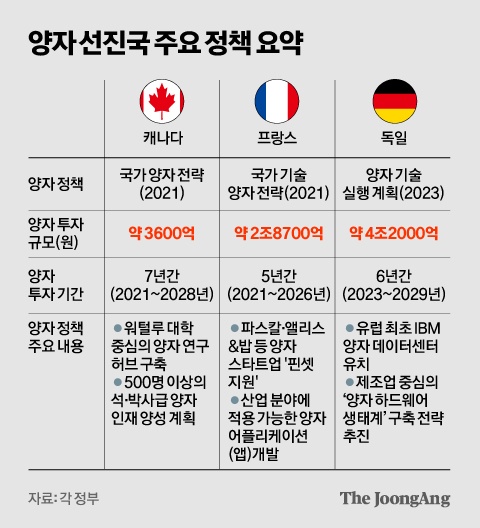 양자 선진국 주요 정책 요약
캐나다
프랑스
독일
양자 정책
국가 양자 전략
(2021)
국가 기술
양자 전략(2021)
양자 기술
실행 계획(2023)
양자 투자
규모(원)
약 3600억
약 2조8700억
약 4조2000억
양자
투자 기간
7년간
(2021~2028년)
5년간
(2021~2026년)
6년간
(2023~2029년)
양자 정책
주요 내용
● 워털루 대학
중심의 양자 연구
허브 구축
● 500명 이상의
석·박사급 양자
인재 양성 계획
● 파스칼·앨리스
&밥 등 양자
스타트업 '핀셋
지원'
● 산업 분야에
적용 가능한 양자
어플리케이션
(앱)개발
● 유럽 최초 IBM
양자 데이터센터
유치
● 제조업 중심의
‘양자 하드웨어
생태계’ 구축 전략
추진
자료: 각 정부
The JoongAng